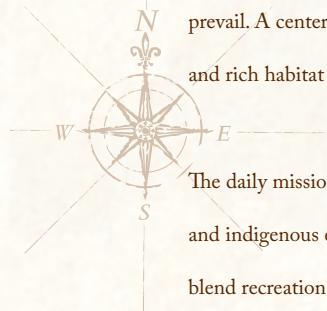 N
prevail. A center
and rich habitat
W
E
The daily missio
S
and indigenous
blend recreation